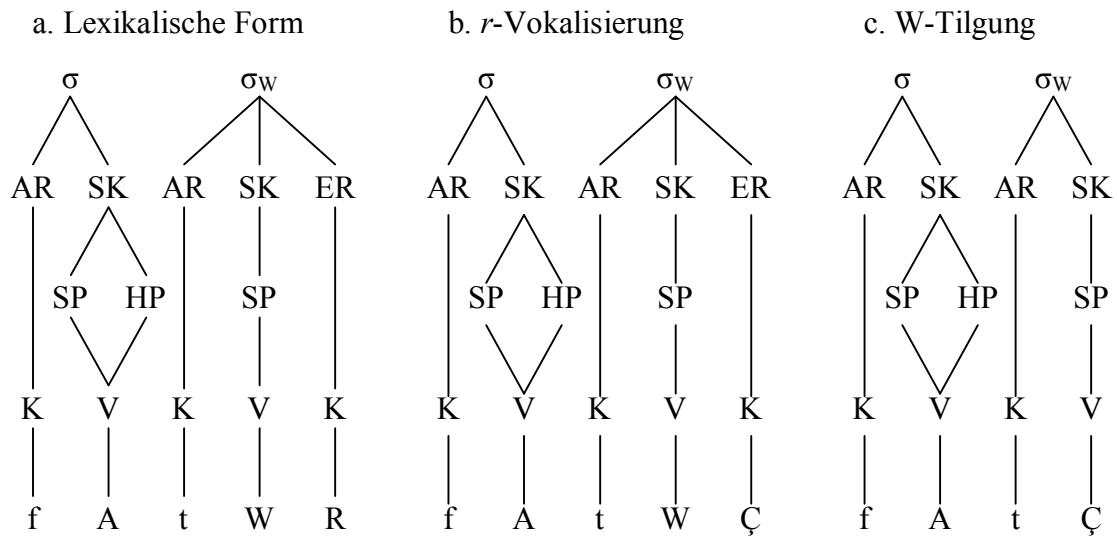 a. Lexikalische Form b. r-Vokalisierung c. W-Tilgung
σ σW σ σW σ σW
AR SK AR SK ER AR SK AR SK ER AR SK AR SK
SP HP SP SP HP SP SP HP SP
K V K V K K V K V K K V K V
f A t W R f A t W Ç f A t Ç